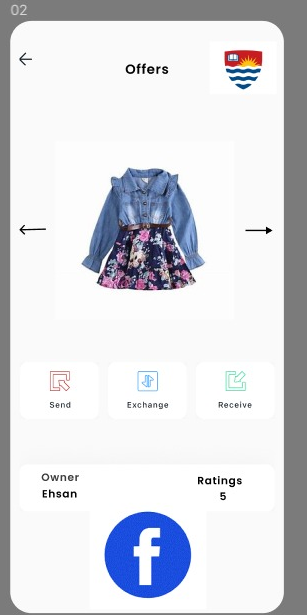 02
Offers
Send
Exchange
Receive
Owner
Ehsan
Ratings
5
f